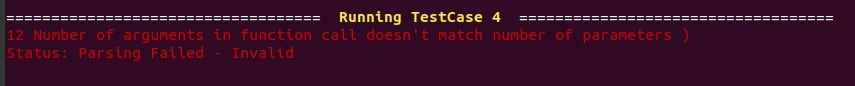 ===================================  Running TestCase 4  ===================================
12 Number of arguments in function call doesn't match number of parameters )
Status: Parsing Failed - Invalid